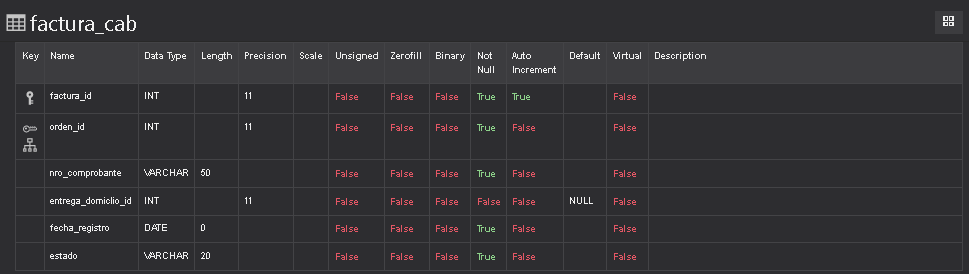 factura_cab
Key Name Data Type Length Precision Scale Unsigned Zerofill Binary Not Null Auto Increment Default Virtual Description
factura_id INT 11 False False False True True False
orden_id INT 11 False False False True False False
nro_comprobante VARCHAR 50 False False False True False False
entrega_domiclio_id INT 11 False False False False False NULL False
fecha_registro DATE 0 False False False True False False
estado VARCHAR 20 False False False True False False